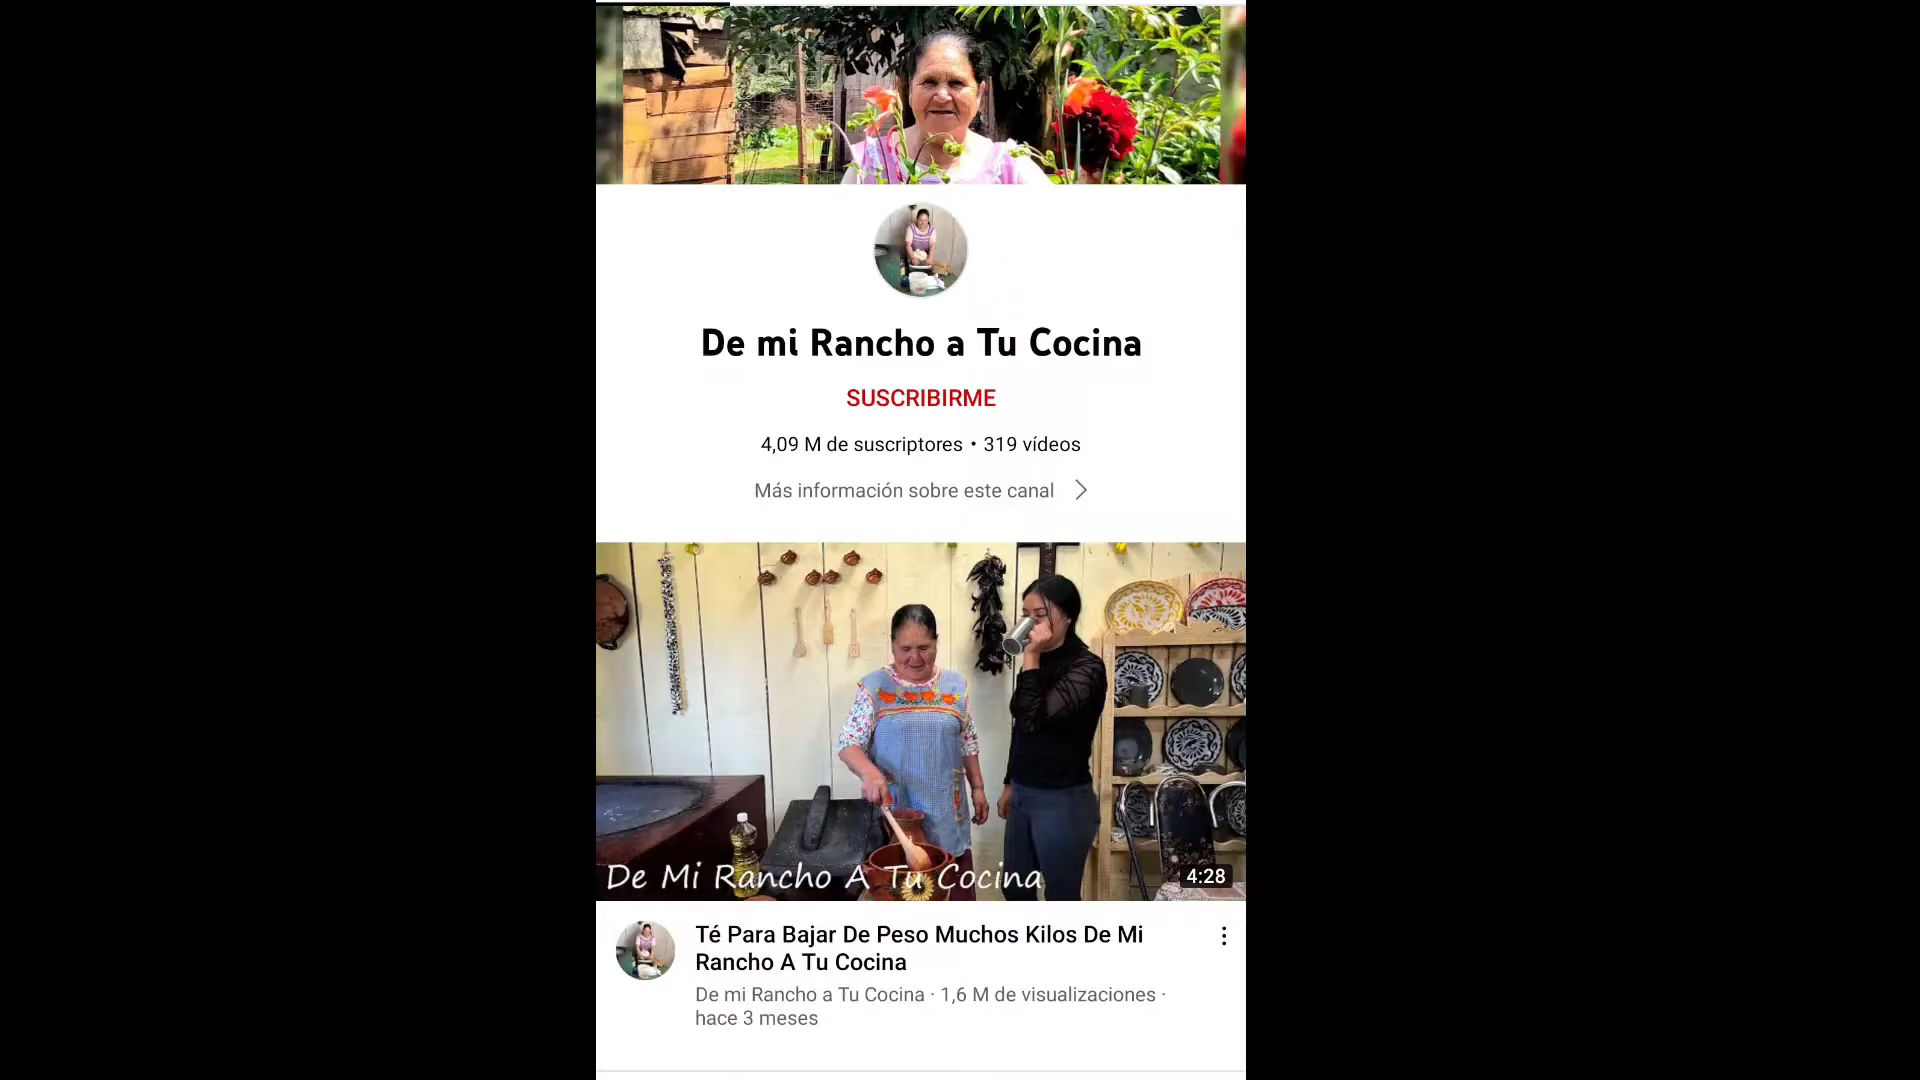 De mi Rancho a Tu Cocina
SUSCRIBIRME
4,09 M de suscriptores • 319 vídeos
Más información sobre este canal
De Mi Rancho A Tu Cocina
4:28
Té Para Bajar De Peso Muchos Kilos De Mi
Rancho A Tu Cocina
De mi Rancho a Tu Cocina · 1,6 M de visualizaciones ·
hace 3 meses